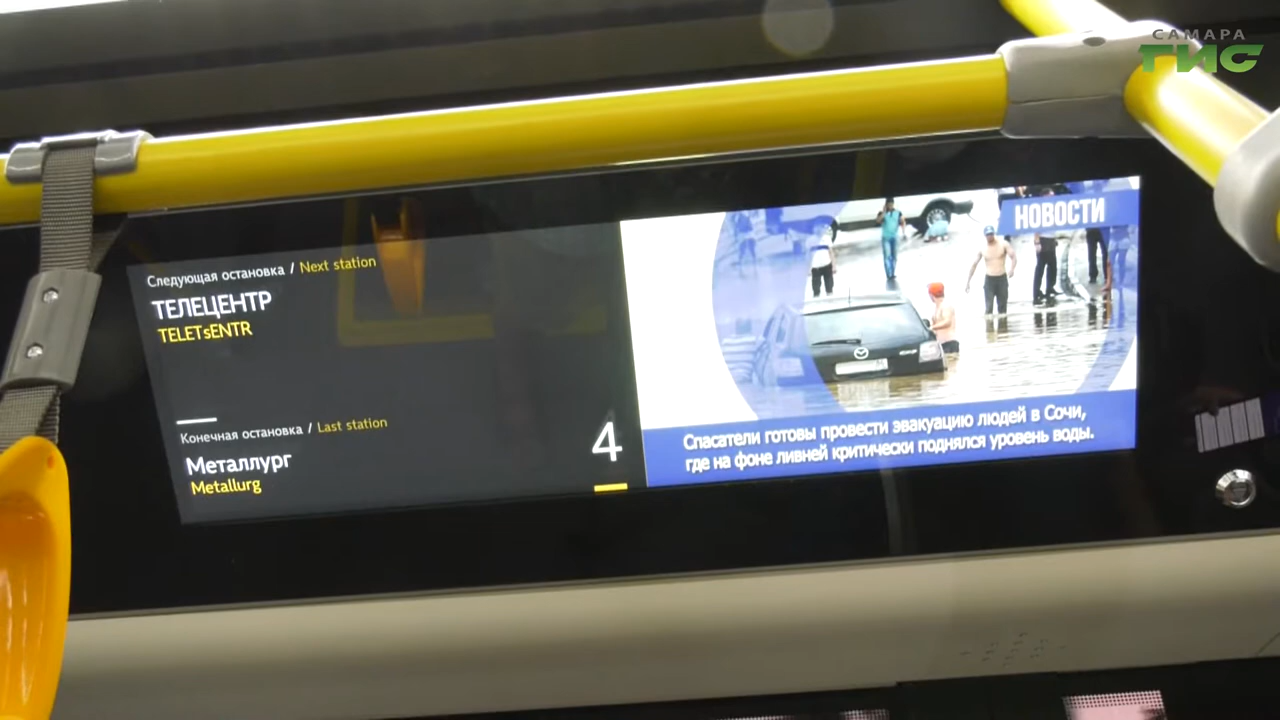 САМАРА
ГИС
Следующая остановка / Next station
ТЕЛЕЦЕНТР
TELETsENTR
Конечная остановка / Last station
Металлург
Metallurg
4
НОВОСТИ
Спасатели готовы провести эвакуацию людей в Сочи,
где на фоне ливней критически поднялся уровень воды.